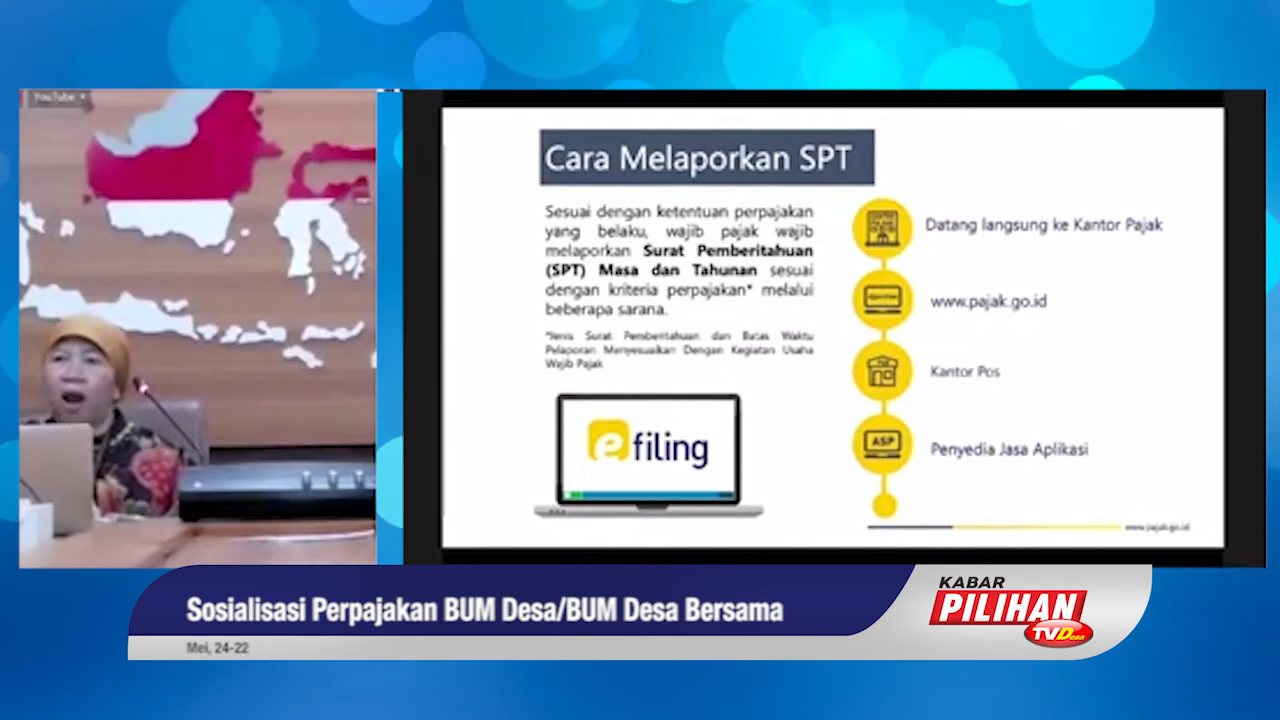 YouTube
Cara Melaporkan SPT
Sesuai dengan ketentuan perpajakan
yang belaku, wajib pajak wajib
melaporkan Surat Pemberitahuan
(SPT) Masa dan Tahunan sesuai
dengan kriteria perpajakan* melalui
beberapa sarana.
*Jenis Surat Pemberitahuan dan Batas Waktu
Pelaporan Menyesuaikan Dengan Kegiatan Usaha
Wajib Pajak
e filing
Datang langsung ke Kantor Pajak
www.pajak.go.id
Kantor Pos
ASP
Penyedia Jasa Aplikasi
www.pajak.go.id
Sosialisasi Perpajakan BUM Desa/BUM Desa Bersama
Mei, 24-22
KABAR
PILIHAN
TVDesa